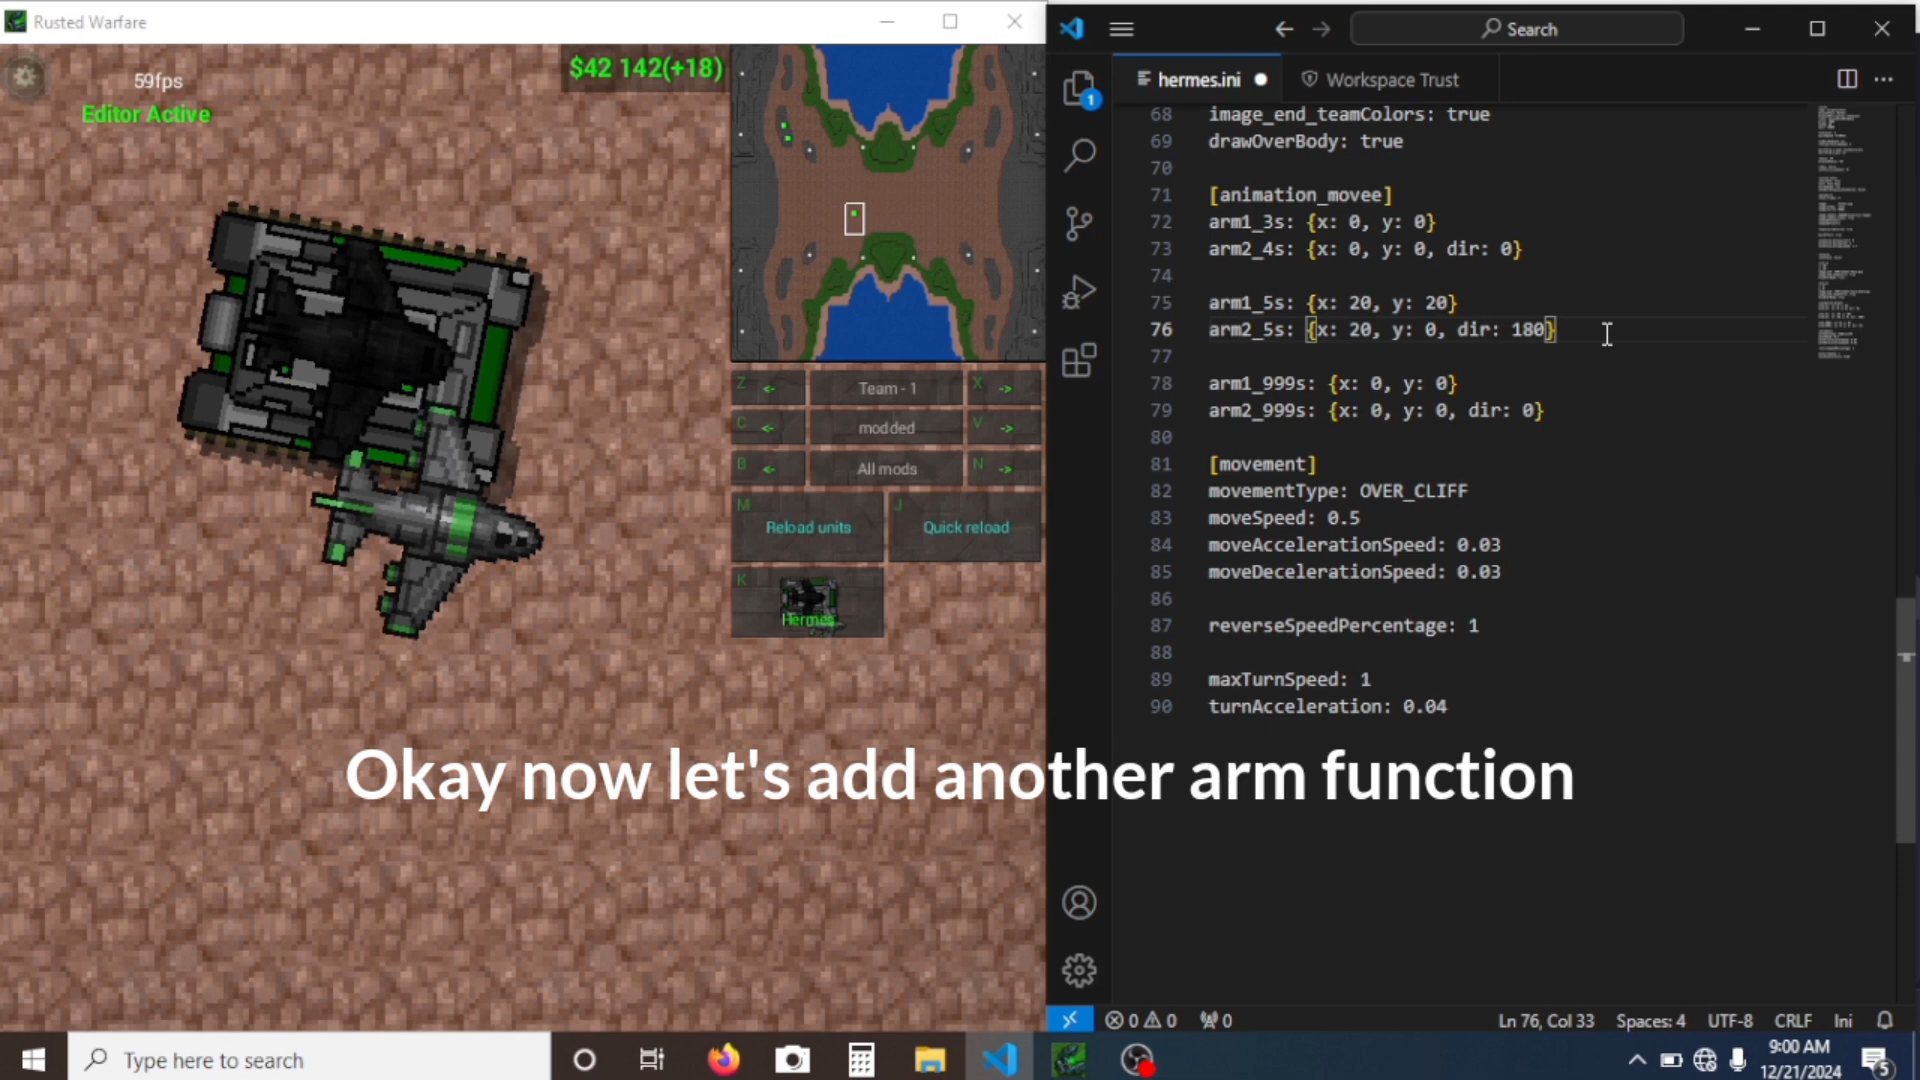 Rusted Warfare
59fps
Editor Active
$42 142(+18)
Z <- Team - 1 X ->
C <- modded V ->
B <- All mods N ->
M Reload units J Quick reload
K Hermes
Search
hermes.ini
Workspace Trust
1
68 image_end_teamColors: true
69 drawOverBody: true
70
71 [animation_movee]
72 arm1_3s: {x: 0, y: 0}
73 arm2_4s: {x: 0, y: 0, dir: 0}
74
75 arm1_5s: {x: 20, y: 20}
76 arm2_5s: {x: 20, y: 0, dir: 180}
77
78 arm1_999s: {x: 0, y: 0}
79 arm2_999s: {x: 0, y: 0, dir: 0}
80
81 [movement]
82 movementType: OVER_CLIFF
83 moveSpeed: 0.5
84 moveAccelerationSpeed: 0.03
85 moveDecelerationSpeed: 0.03
86
87 reverseSpeedPercentage: 1
88
89 maxTurnSpeed: 1
90 turnAcceleration: 0.04
Okay now let's add another arm function
0 0 0
Ln 76, Col 33 Spaces: 4 UTF-8 CRLF Ini
Type here to search
9:00 AM
12/21/2024
5